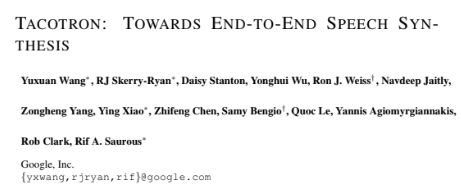 TACOTRON: TOWARDS END-TO-END SPEECH SYN-
THESIS
Yuxuan Wang*, RJ Skerry-Ryan*, Daisy Stanton, Yonghui Wu, Ron J. Weiss†, Navdeep Jaitly,
Zongheng Yang, Ying Xiao*, Zhifeng Chen, Samy Bengio†, Quoc Le, Yannis Agiomyrgiannakis,
Rob Clark, Rif A. Saurous*
Google, Inc.
{yxwang,rjryan,rif}@google.com